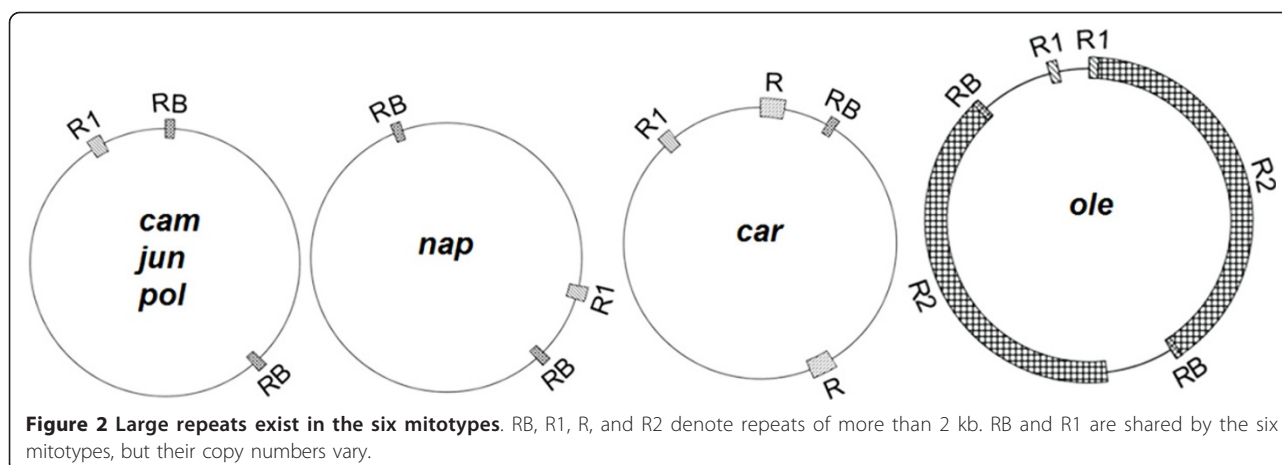 R1
RB
cam
jun
pol
RB
RB
nap
R1
RB
R1
R
RB
car
R
RB
R1
R1
R2
ole
R2
RB
Figure 2 Large repeats exist in the six mitotypes. RB, R1, R, and R2 denote repeats of more than 2 kb. RB and R1 are shared by the six
mitotypes, but their copy numbers vary.